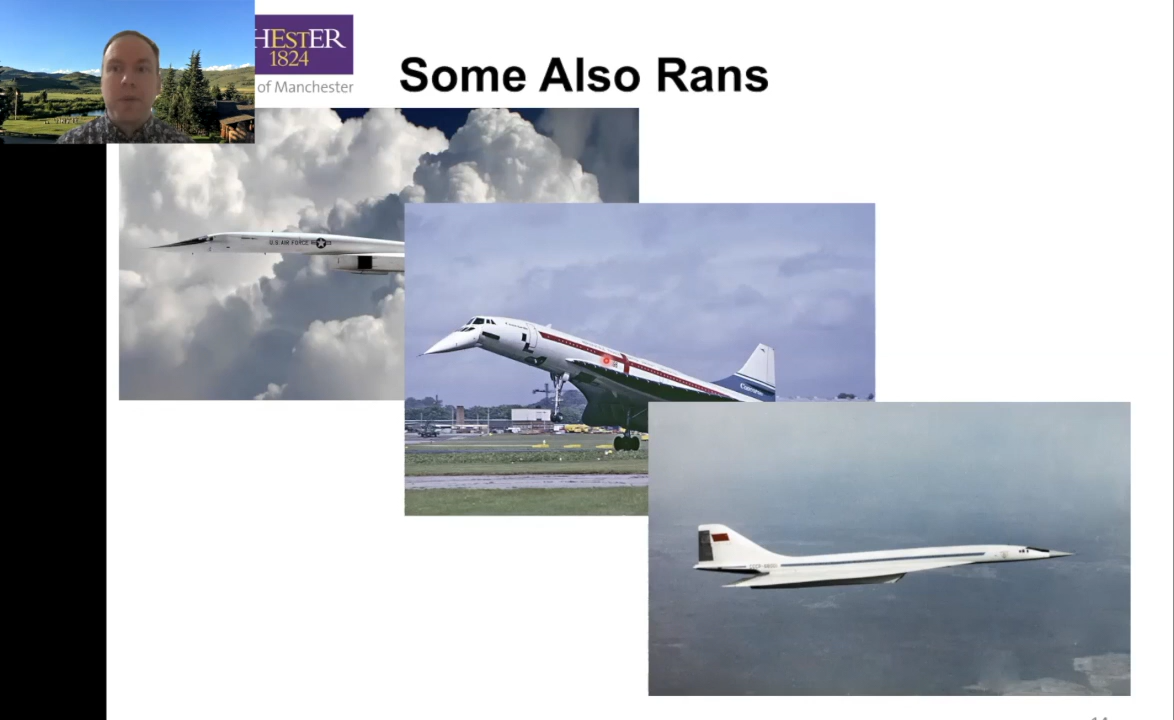 HESTER
1824
of Manchester
Some Also Rans
U.S. AIR FORCE